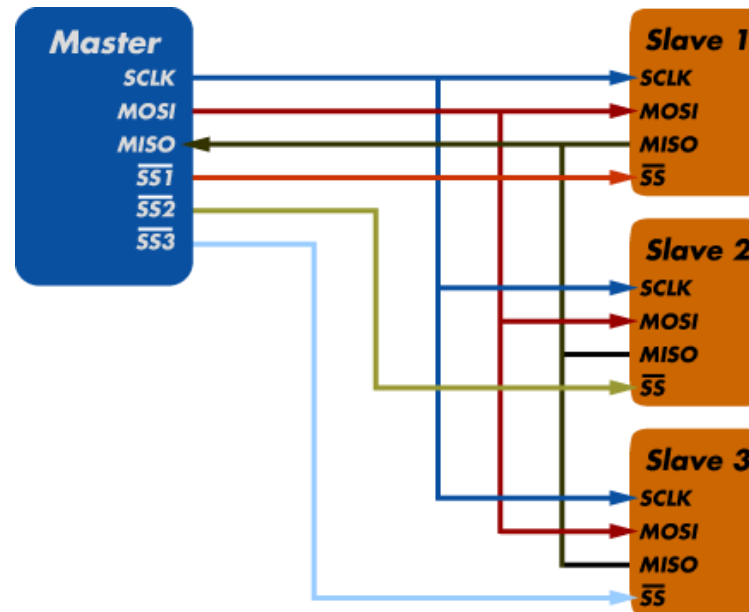 Master
SCLK
MOSI
MISO
SS1
SS2
SS3
Slave 1
SCLK
MOSI
MISO
SS
Slave 2
SCLK
MOSI
MISO
SS
Slave 3
SCLK
MOSI
MISO
SS